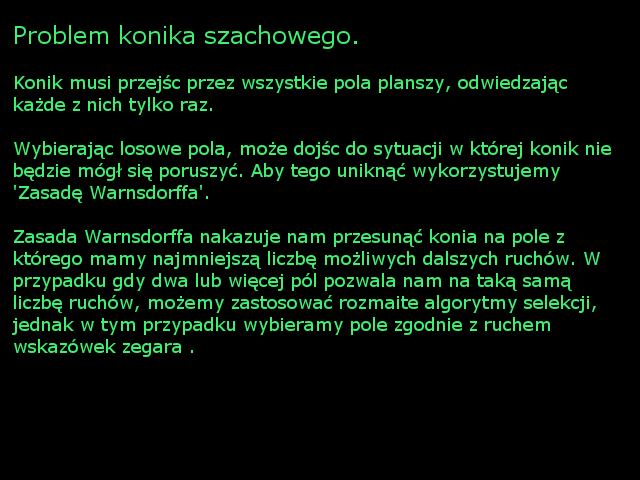 Problem konika szachowego.
Konik musi przejśc przez wszystkie pola planszy, odwiedzając
każde z nich tylko raz.
Wybierając losowe pola, może dojśc do sytuacji w której konik nie
będzie mógł się poruszyć. Aby tego uniknąć wykorzystujemy
'Zasadę Warnsdorffa'.
Zasada Warnsdorffa nakazuje nam przesunąć konia na pole z
którego mamy najmniejszą liczbę możliwych dalszych ruchów. W
przypadku gdy dwa lub więcej pól pozwala nam na taką samą
liczbę ruchów, możemy zastosować rozmaite algorytmy selekcji,
jednak w tym przypadku wybieramy pole zgodnie z ruchem
wskazówek zegara .